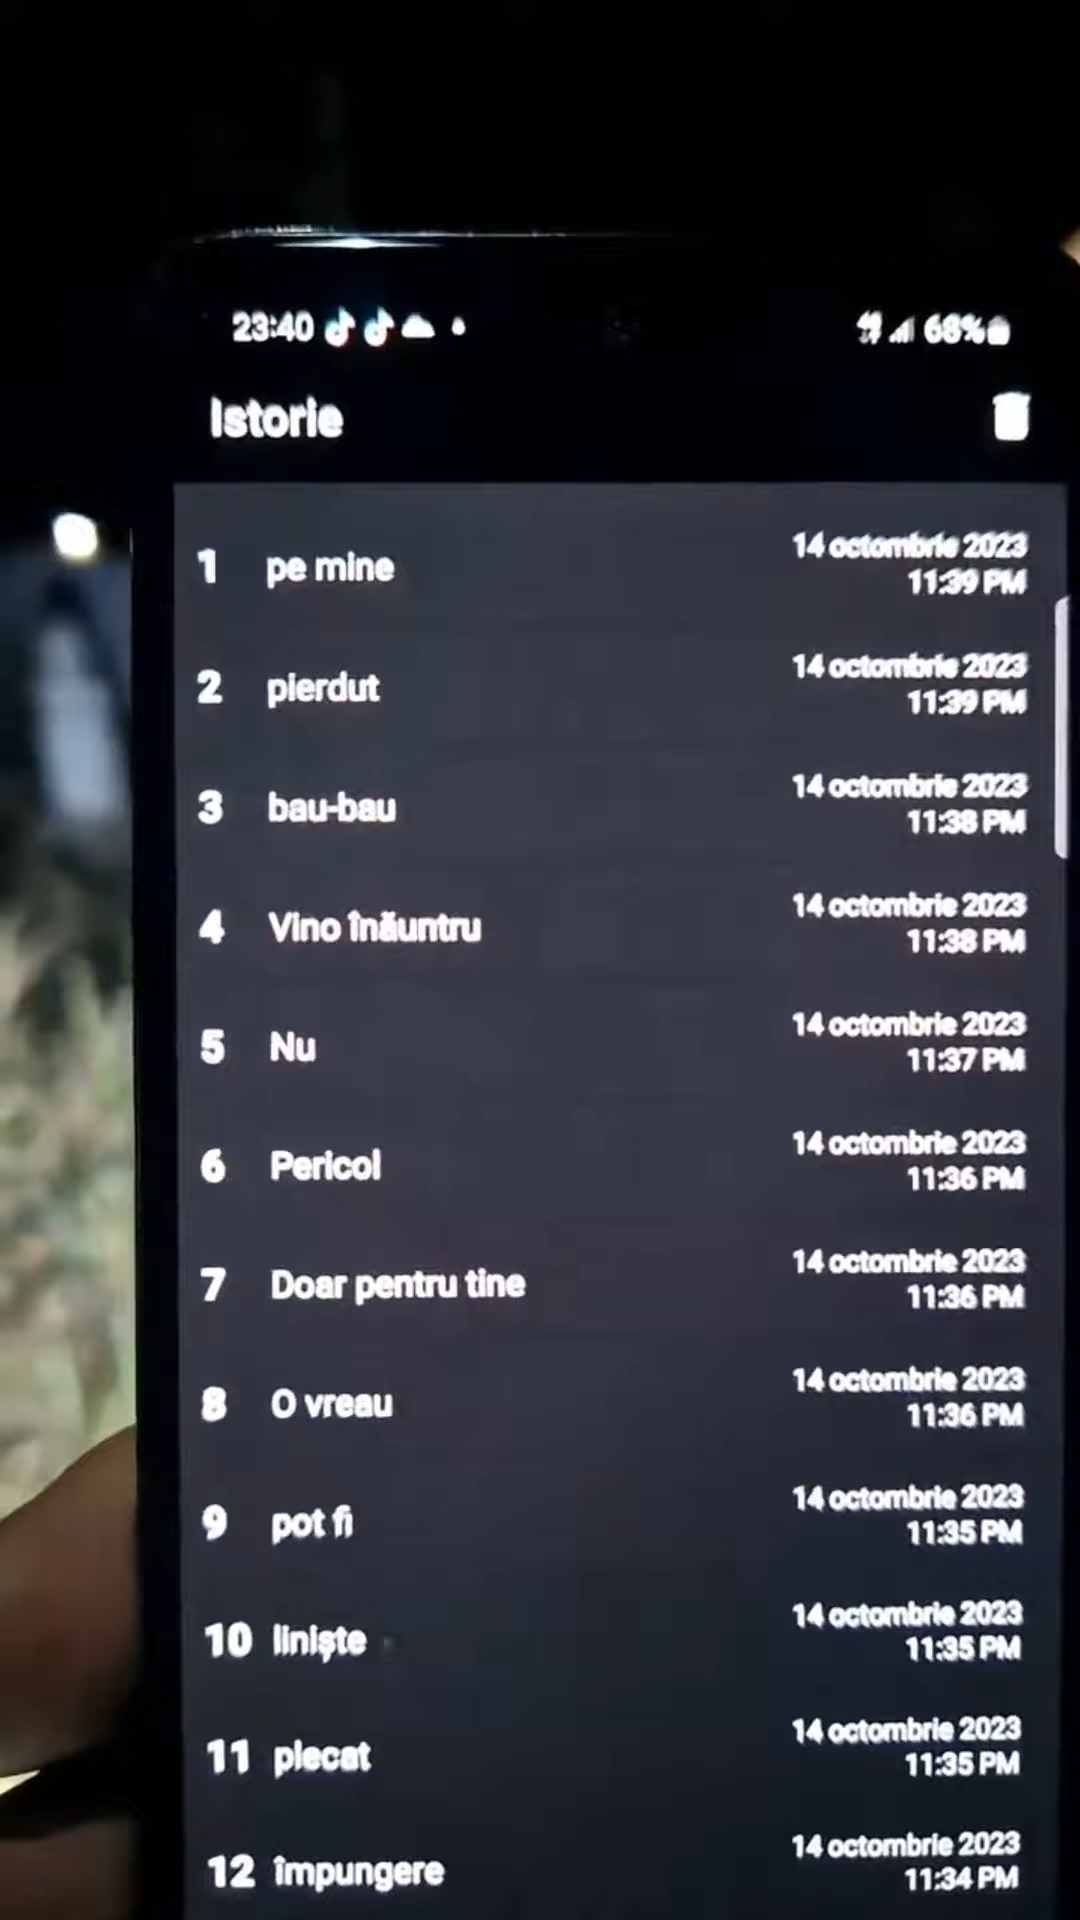 23:40 68%
Istorie
1 pe mine 14 octombrie 2023
11:39 PM
2 pierdut 14 octombrie 2023
11:39 PM
3 bau-bau 14 octombrie 2023
11:38 PM
4 Vino înăuntru 14 octombrie 2023
11:38 PM
5 Nu 14 octombrie 2023
11:37 PM
6 Pericol 14 octombrie 2023
11:36 PM
7 Doar pentru tine 14 octombrie 2023
11:36 PM
8 O vreau 14 octombrie 2023
11:36 PM
9 pot fi 14 octombrie 2023
11:35 PM
10 liniște 14 octombrie 2023
11:35 PM
11 plecat 14 octombrie 2023
11:35 PM
12 împungere 14 octombrie 2023
11:34 PM